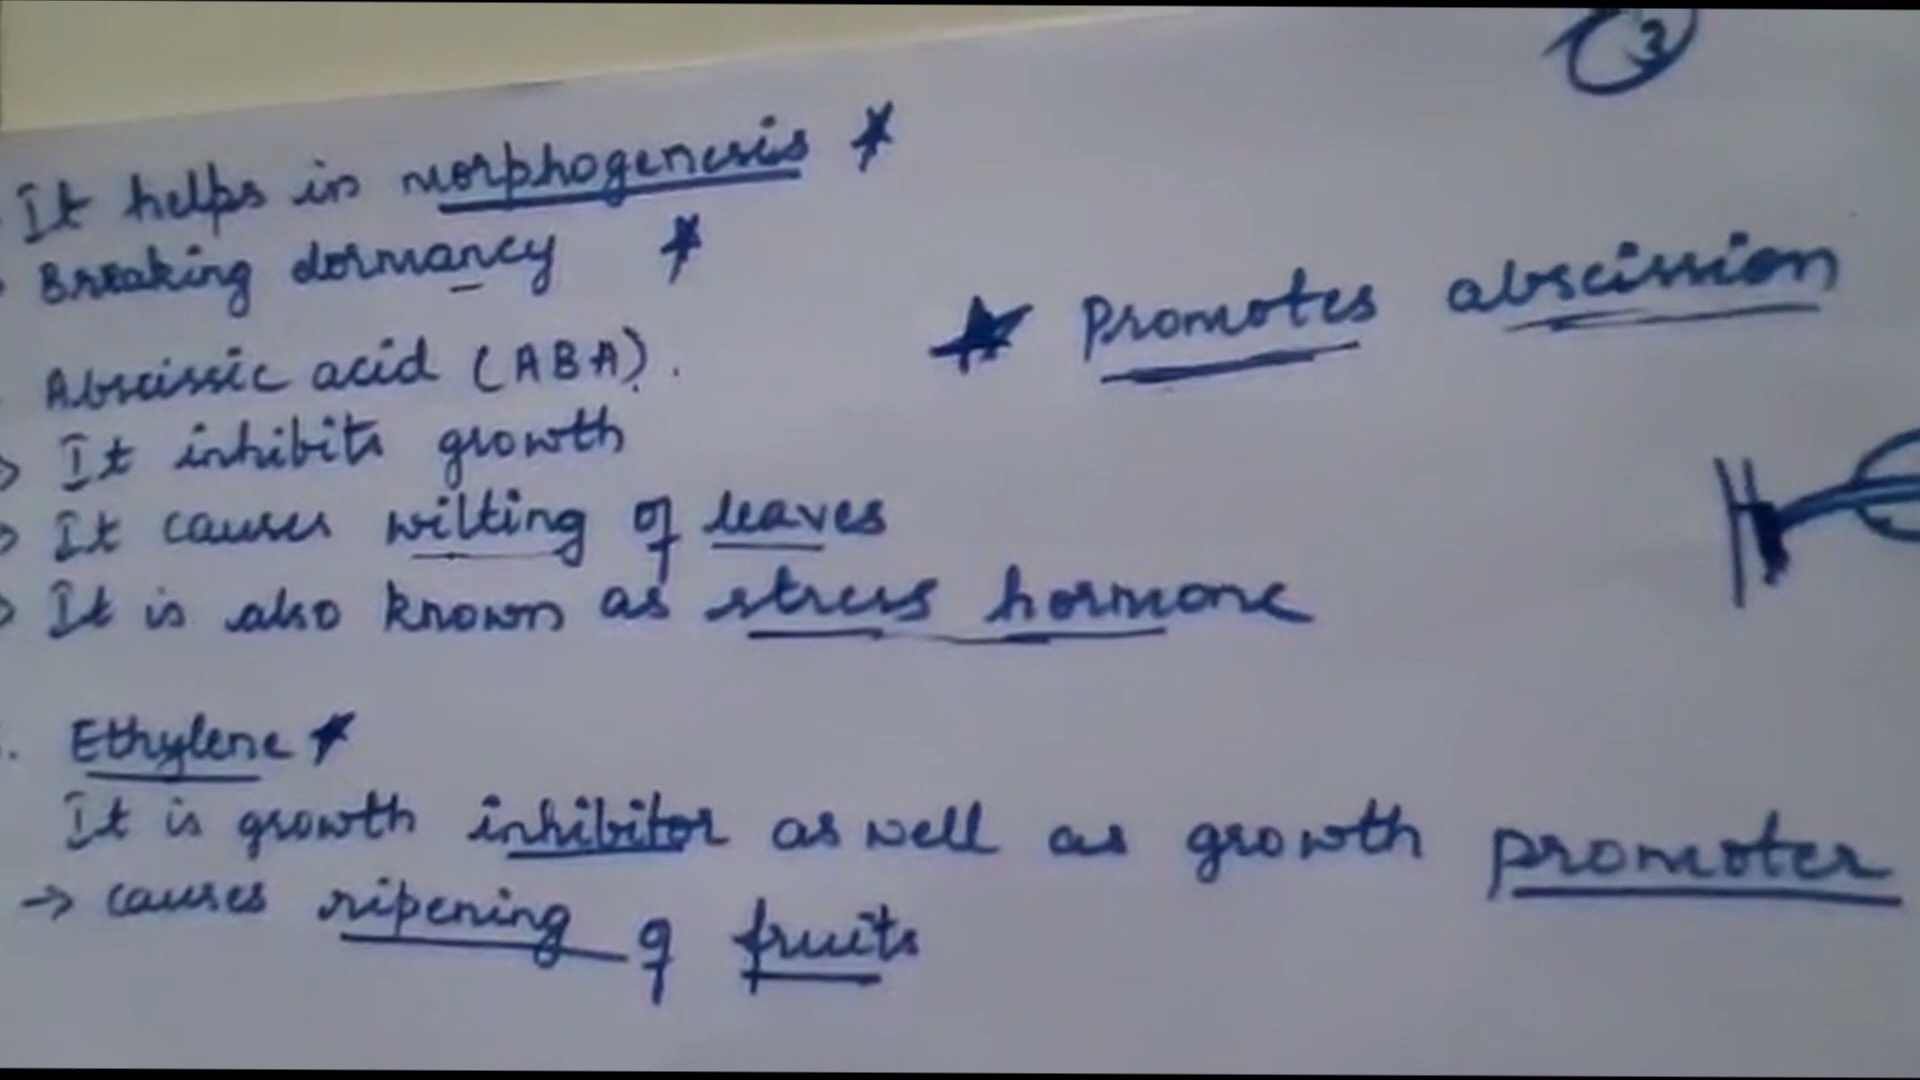 3
It helps in morphogenesis
Breaking dormancy
Promotes abscission
Abscissic acid (ABA).
It inhibits growth
It causes wilting of leaves
It is also known as stress hormone
Ethylene
It is growth inhibitor as well as growth promoter
→ causes ripening of fruits